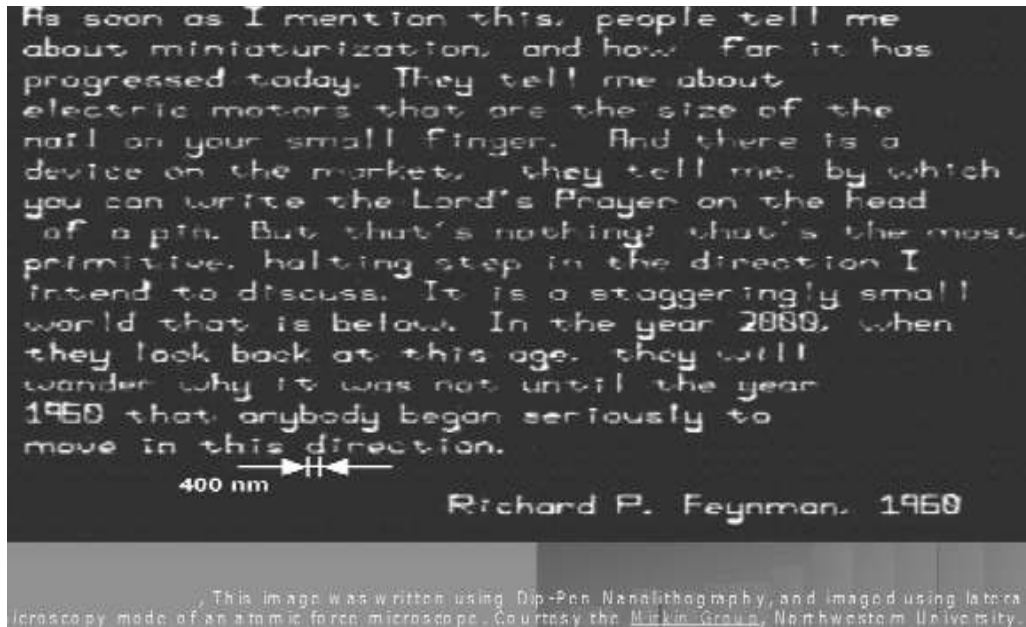 As soon as I mention this, people tell me
about miniaturization, and how far it has
progressed today. They tell me about
electric motors that are the size of the
nail on your small finger. And there is a
device on the market, they tell me, by which
you can write the Lord's Prayer on the head
of a pin. But that's nothing; that's the most
primitive, halting step in the direction I
intend to discuss. It is a staggeringly small
world that is below. In the year 2000, when
they look back at this age, they will
wonder why it was not until the year
1960 that anybody began seriously to
move in this direction.
400 nm
Richard P. Feynman, 1960
, This image was written using Dip-Pen Nanolithography, and imaged using latera
icroscopy mode of an atomic force microscope. Courtesy the Mirkin Group, Northwestern University.